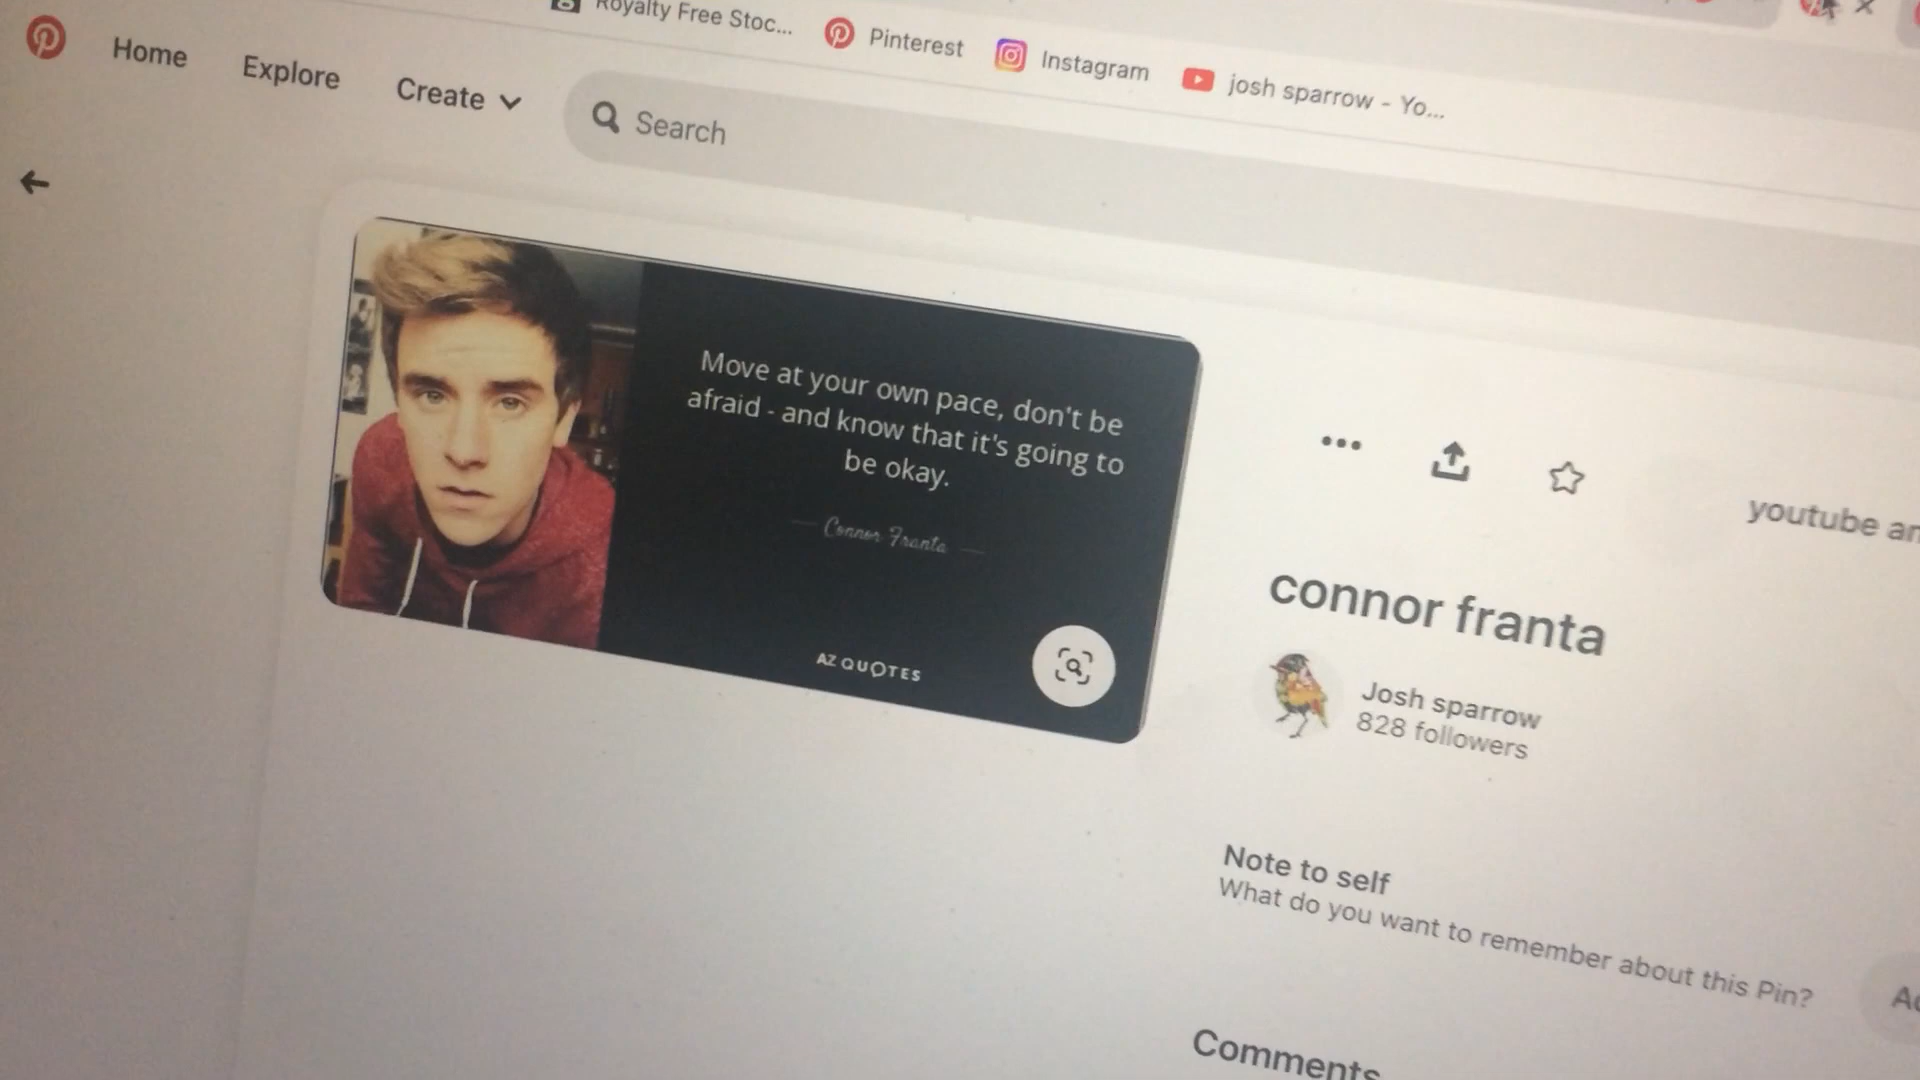 Royalty Free Stoc...
Pinterest
Instagram
josh sparrow - Yo...
Home
Explore
Create
Search
Move at your own pace, don't be
afraid - and know that it's going to
be okay.
Connor Franta
AZ QUOTES
youtube
connor franta
Josh sparrow
828 followers
Note to self
What do you want to remember about this Pin?
Comments